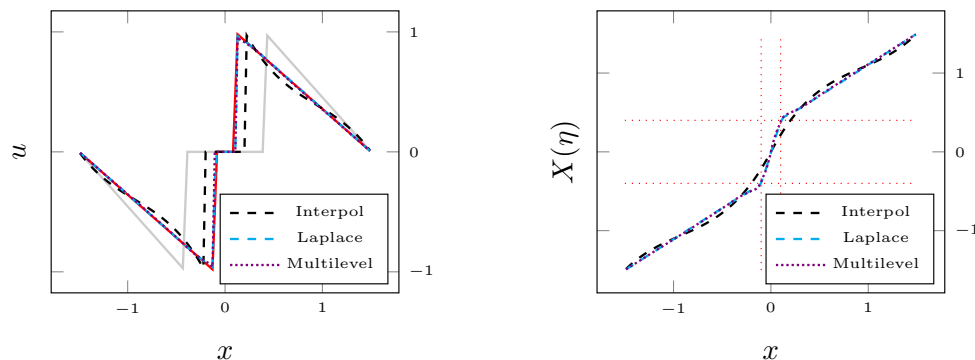 1
0
−1
−1
0
1
u
x
Interpol
Laplace
Multilevel
1
0
−1
−1
0
1
X(η)
x
Interpol
Laplace
Multilevel